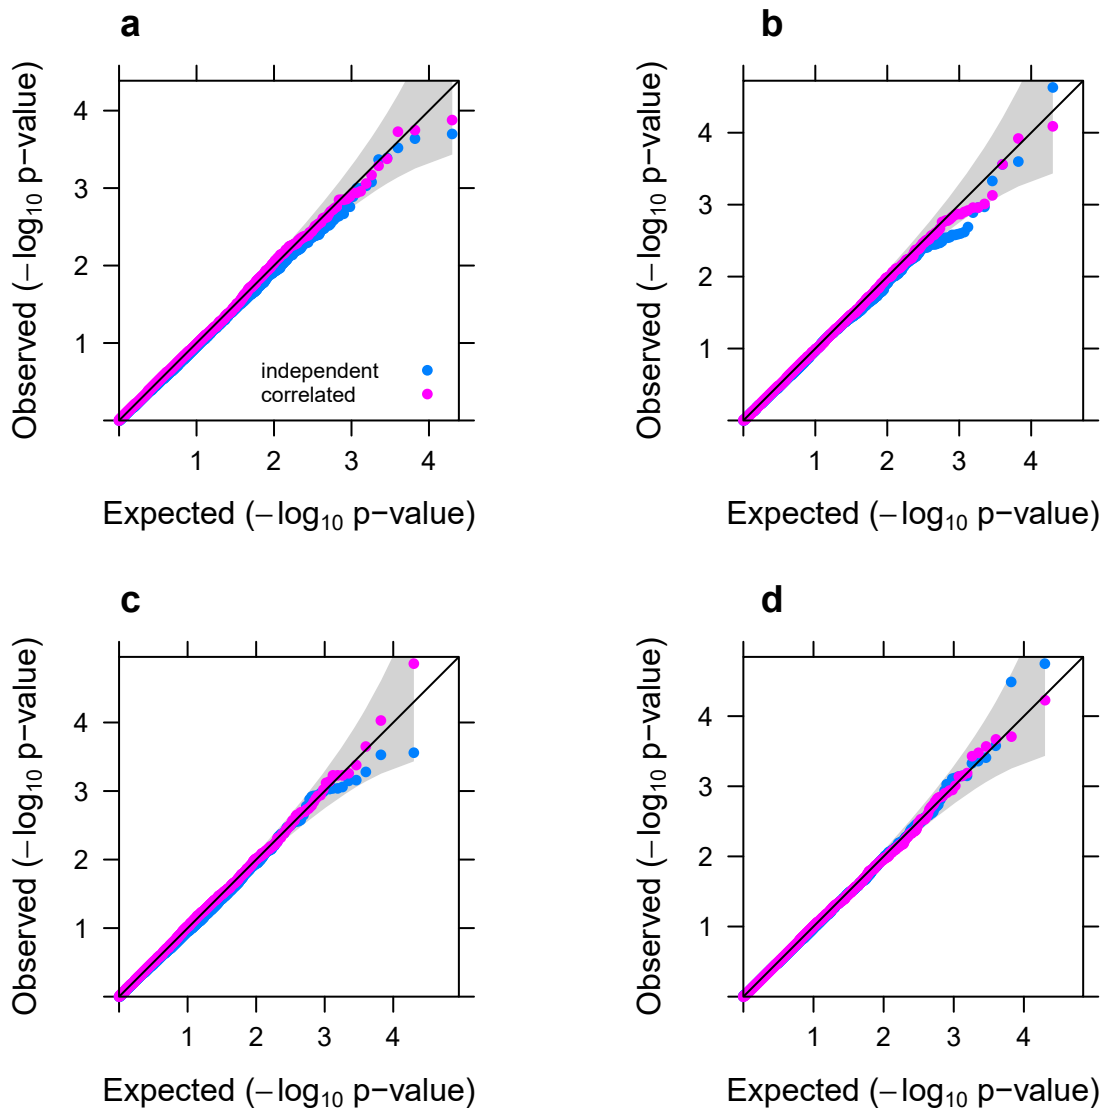 a
Observed (−log10 p−value)
4
3
2
1
independent
correlated
1 2 3 4
Expected (−log10 p−value)
b
Observed (−log10 p−value)
4
3
2
1
1 2 3 4
Expected (−log10 p−value)
c
Observed (−log10 p−value)
4
3
2
1
1 2 3 4
Expected (−log10 p−value)
d
Observed (−log10 p−value)
4
3
2
1
1 2 3 4
Expected (−log10 p−value)